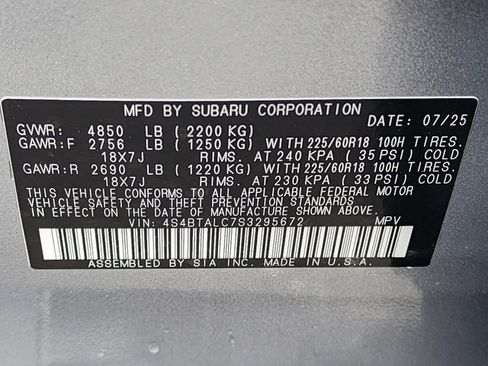 MFD BY SUBARU CORPORATION DATE: 07/25
GVWR: 4850 LB (2200 KG)
GAWR:F 2756 LB (1250 KG) WITH 225/60R18 100H TIRES.
18X7J RIMS. AT 240 KPA (35 PSI) COLD
GAWR:R 2690 LB (1220 KG) WITH 225/60R18 100H TIRES.
18X7J RIMS. AT 230 KPA (33 PSI) COLD
THIS VEHICLE CONFORMS TO ALL APPLICABLE FEDERAL MOTOR
VEHICLE SAFETY AND THEFT PREVENTION STANDARDS
IN EFFECT ON THE DATE OF MANUFACTURE SHOWN ABOVE.
VIN: 4S4BTALC7S3295672 MPV
ASSEMBLED BY SIA INC. MADE IN U.S.A.